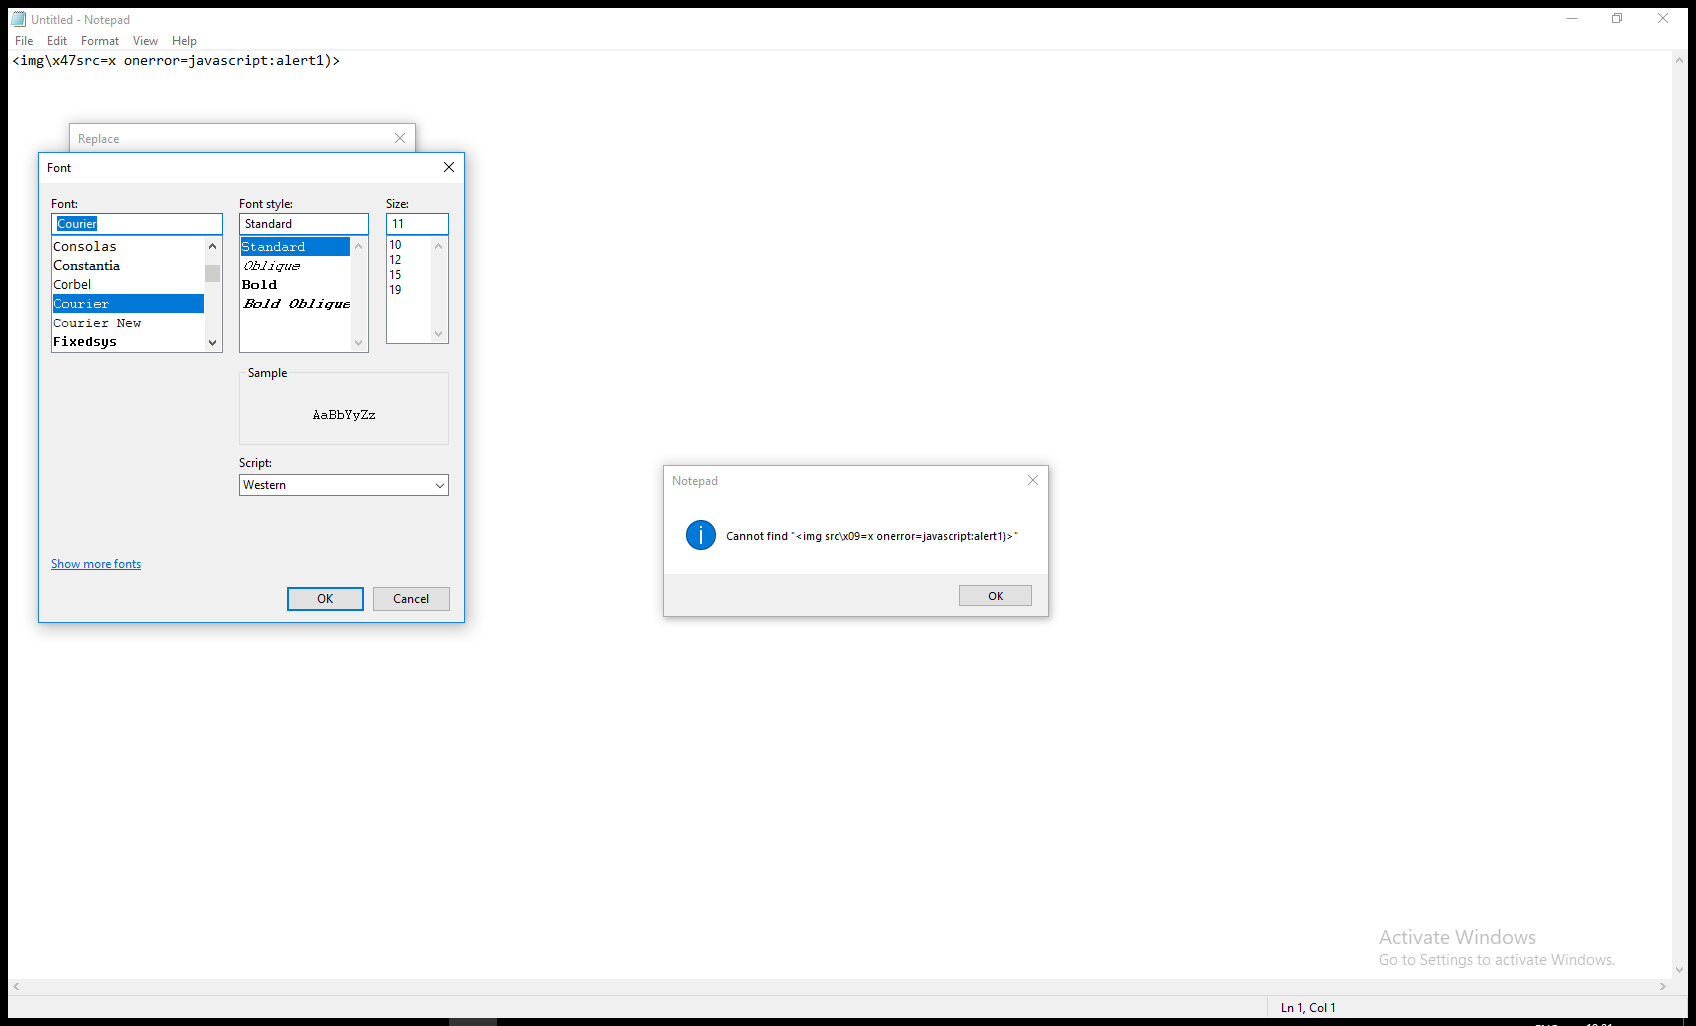 Untitled - Notepad
File Edit Format View Help
<img\x47src=x onerror=javascript:alert1)>
Replace
Font
Font: Font style: Size:
Courier Standard 11
Consolas
Constantia
Corbel
Courier
Courier New
Fixedsys
Standard
Oblique
Bold
Bold Oblique
10
12
15
19
Sample
AaBbYyZz
Script:
Western
Show more fonts
OK Cancel
Notepad
Cannot find "<img src\x09=x onerror=javascript:alert1)>"
OK
Activate Windows
Go to Settings to activate Windows.
Ln 1, Col 1